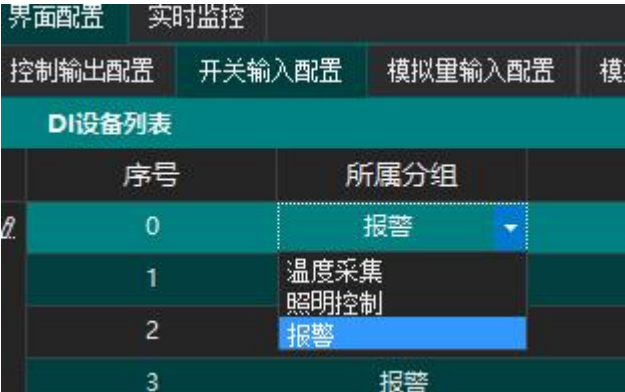 界面配置 实时监控
控制输出配置 开关输入配置 模拟量输入配置 模
DI设备列表
序号 所属分组
0 报警
1 温度采集
照明控制
2 报警
3 报警